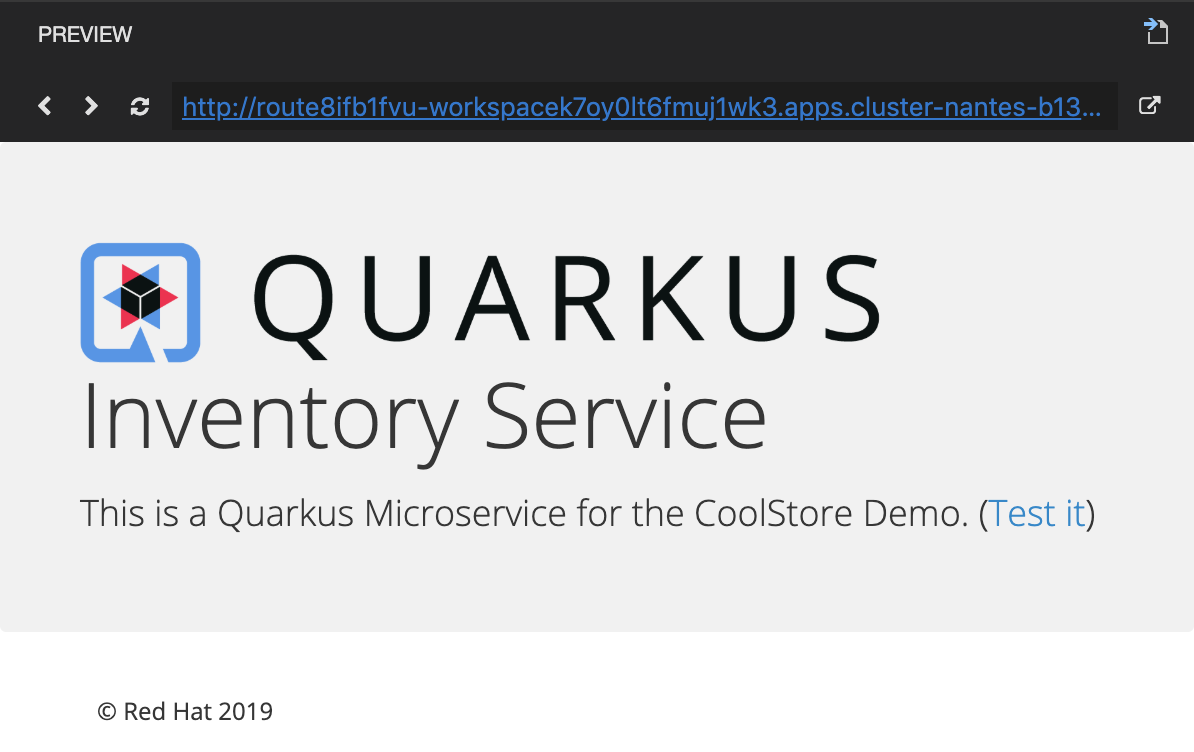 PREVIEW
http://route8ifb1fvu-workspacek7oy0lt6fmuj1wk3.apps.cluster-nantes-b13...
QUARKUS
Inventory Service
This is a Quarkus Microservice for the CoolStore Demo. (Test it)
© Red Hat 2019